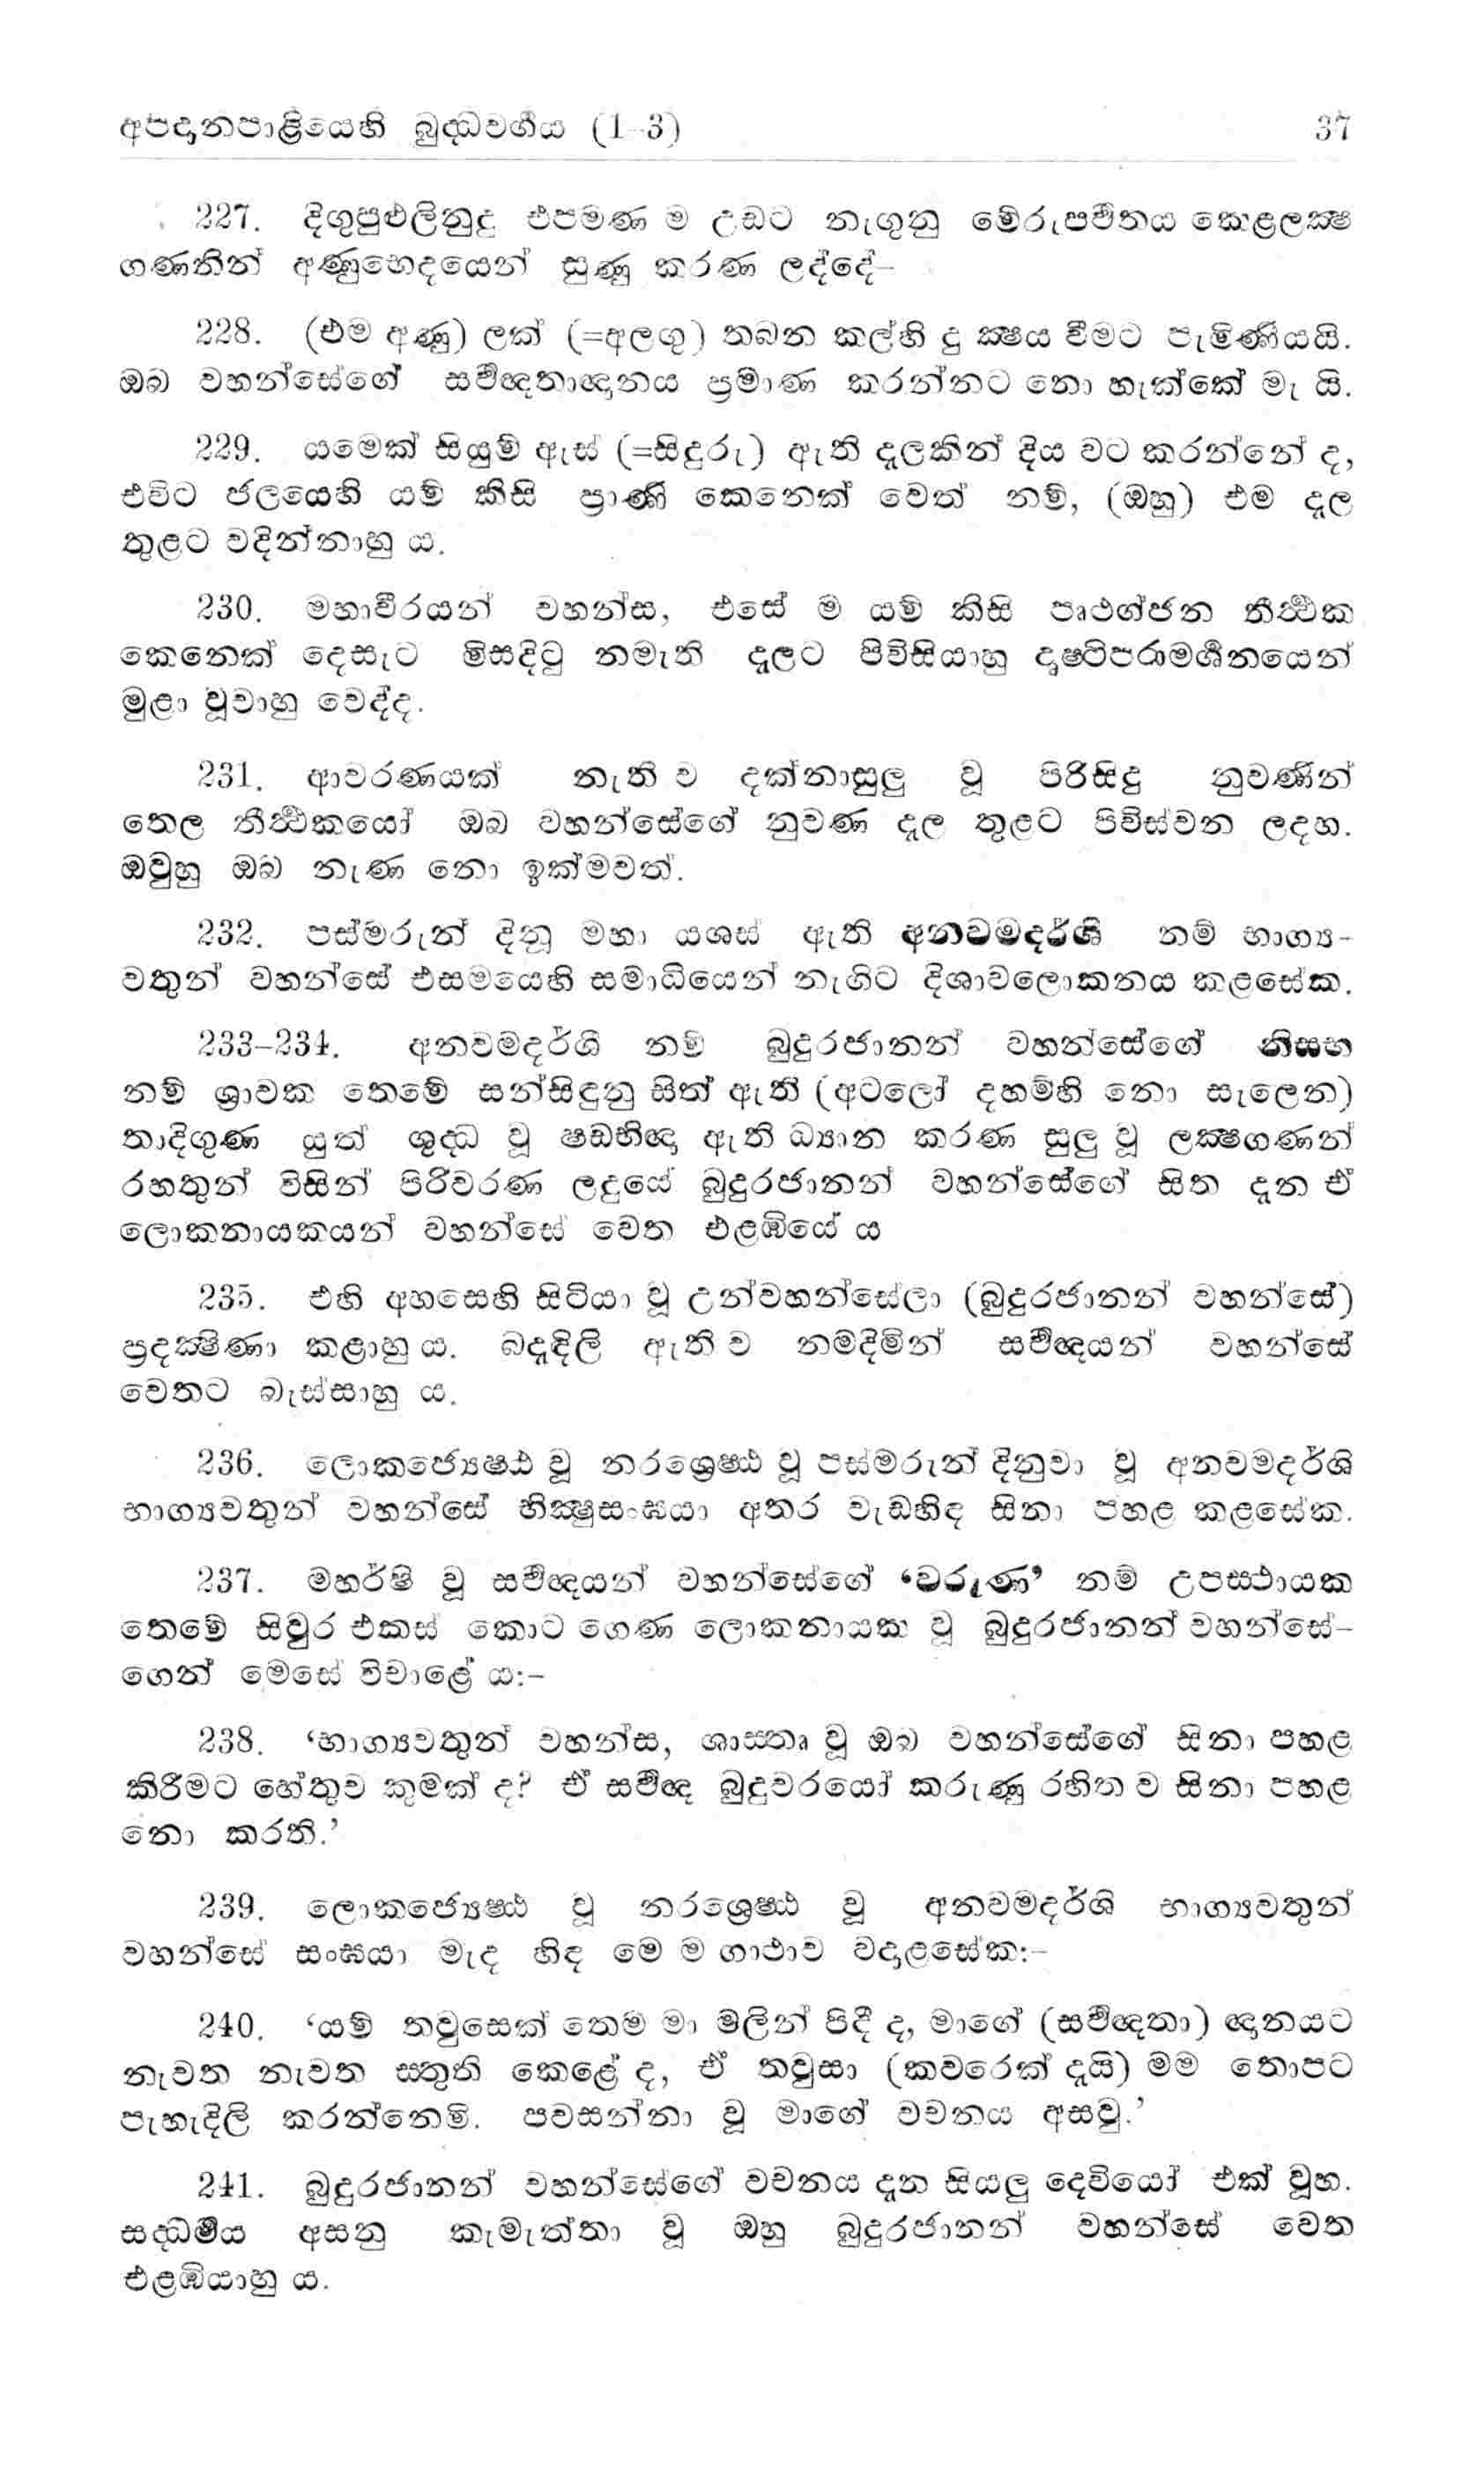 අපදානපාළියෙහි බුද්ධවර්ගය (1-3) 37
227. දිගුපුළුලිනුදු එපමණ ම උඩට නැගුනු මේරුපර්වතය කෙළලක්ෂ
ගණනින් අණුභෙදයෙන් සුණු කරණ ලද්දේ-
228. (එම අණු) ලක් (=අලගු) තබන කල්හි දු ක්ෂය වීමට පැමිණියයි.
ඔබ වහන්සේගේ සර්වඥතාඥානය ප්‍රමාණ කරන්නට නො හැක්කේ මැ යි.
229. යමෙක් සියුම් ඇස් (=සිදුරු) ඇති දැලකින් දිය වට කරන්නේ ද,
එවිට ජලයෙහි යම් කිසි ප්‍රාණි කෙනෙක් වෙත් නම්, (ඔහු) එම දැල
තුළට වදින්නාහු ය.
230. මහාවීරයන් වහන්ස, එසේ ම යම් කිසි පෘථග්ජන තීර්ත්ථක
කෙනෙක් දෙසැට මිසදිටු නමැති දැලට පිවිසියාහු දෘෂ්ටිපරාමර්ශනයෙන්
මුළා වූවාහු වෙද්ද.
231. ආවරණයක් නැති ව දක්නාසුලු වූ පිරිසිදු නුවණින්
තෙල තීර්ත්ථකයෝ ඔබ වහන්සේගේ නුවණ දැල තුළට පිවිස්වන ලදහ.
ඔවුහු ඔබ නැණ නො ඉක්මවත්.
232. පස්මරුන් දිනූ මහා යශස් ඇති අනවමදර්ශි නම් භාග්‍ය-
වතුන් වහන්සේ එසමයෙහි සමාධියෙන් නැගිට දිශාවලොකනය කළසේක.
233-234. අනවමදර්ශී නම් බුදුරජානන් වහන්සේගේ නිසභ
නම් ශ්‍රාවක තෙමේ සන්සිඳුනු සිත් ඇති (අටලෝ දහම්හි නො සැලෙන)
තාදිගුණ යුත් ශුද්ධ වූ ෂඩභිඥා ඇති ධ්‍යාන කරණ සුලු වූ ලක්ෂගණන්
රහතුන් විසින් පිරිවරණ ලදුයේ බුදුරජානන් වහන්සේගේ සිත දැන ඒ
ලොකනායකයන් වහන්සේ වෙත එළඹියේ ය
235. එහි අහසෙහි සිටියා වූ උන්වහන්සේලා (බුදුරජානන් වහන්සේ)
ප්‍රදක්ෂිණා කළාහු ය. බදැඳිලි ඇති ව නමදිමින් සර්වඥයන් වහන්සේ
වෙතට බැස්සාහු ය.
236. ලොකජ්‍යෙෂ්ඨ වූ නරශ්‍රෙෂ්ඨ වූ පස්මරුන් දිනුවා වූ අනවමදර්ශි
භාග්‍යවතුන් වහන්සේ භික්ෂුසංඝයා අතර වැඩහිඳ සිනා පහළ කළසේක.
237. මහර්ෂි වූ සර්වඥයන් වහන්සේගේ ‘වරුණ’ නම් උපස්ථායක
තෙමේ සිවුර එකස් කොට ගෙණ ලොකනායක වූ බුදුරජානන් වහන්සේ-
ගෙන් මෙසේ විචාළේ ය:-
238. ‘භාග්‍යවතුන් වහන්ස, ශාස්තෘ වූ ඔබ වහන්සේගේ සිනා පහළ
කිරීමට හේතුව කුමක් ද? ඒ සර්වඥ බුදුවරයෝ කරුණු රහිත ව සිනා පහළ
නො කරති.’
239. ලොකජ්‍යෙෂ්ඨ වූ නරශ්‍රෙෂ්ඨ වූ අනවමදර්ශි භාග්‍යවතුන්
වහන්සේ සංඝයා මැද හිඳ මෙ ම ගාථාව වදාළසේක:-
240. ‘යම් තවුසෙක් තෙම මා මලින් පිදී ද, මාගේ (සර්වඥතා) ඥානයට
නැවත නැවත ස්තුති කෙළේ ද, ඒ තවුසා (කවරෙක් දැයි) මම තොපට
පැහැදිලි කරන්නෙමි. පවසන්නා වූ මාගේ වචනය අසවු.’
241. බුදුරජානන් වහන්සේගේ වචනය දැන සියලු දෙවියෝ එක් වූහ.
සද්ධර්මය අසනු කැමැත්තා වූ ඔහු බුදුරජානන් වහන්සේ වෙත
එළඹියාහු ය.